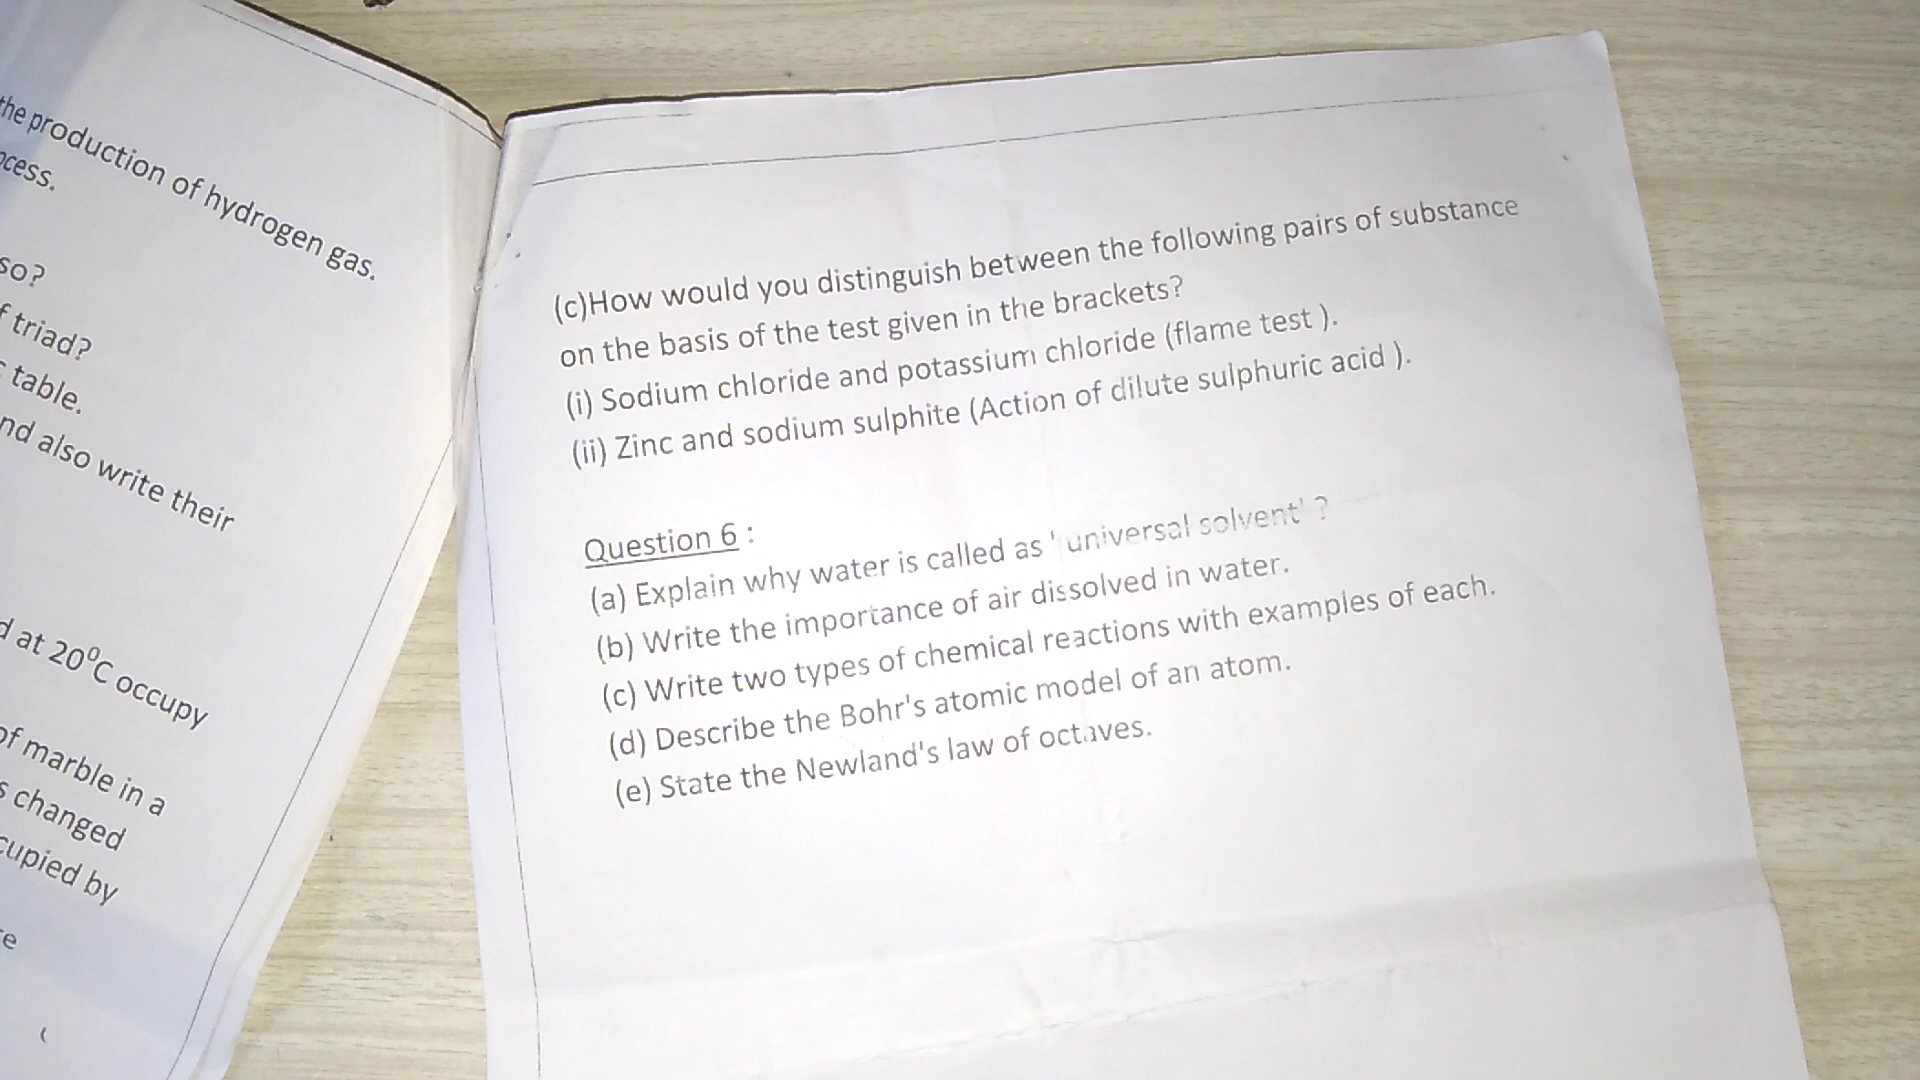 the production of hydrogen gas.
cess.
so?
triad?
table.
nd also write their
at 20⁰C occupy
of marble in a
changed
cupied by
(c)How would you distinguish between the following pairs of substance
on the basis of the test given in the brackets?
(i) Sodium chloride and potassium chloride (flame test ).
(ii) Zinc and sodium sulphite (Action of dilute sulphuric acid ).
Question 6 :
(a) Explain why water is called as ' universal solvent' ?
(b) Write the importance of air dissolved in water.
(c) Write two types of chemical reactions with examples of each.
(d) Describe the Bohr's atomic model of an atom.
(e) State the Newland's law of octaves.